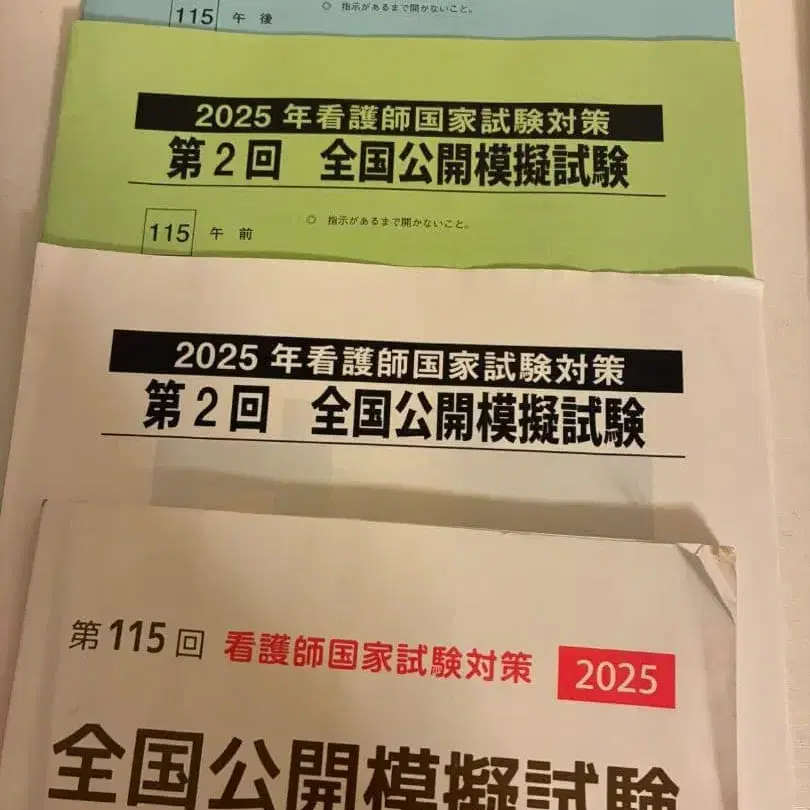 115 午後 ◎ 指示があるまで開かないこと。
2025 年看護師国家試験対策
第2回 全国公開模擬試験
115 午前 ◎ 指示があるまで開かないこと。
2025 年看護師国家試験対策
第2回 全国公開模擬試験
第115回 看護師国家試験対策 2025
全国公開模擬試験